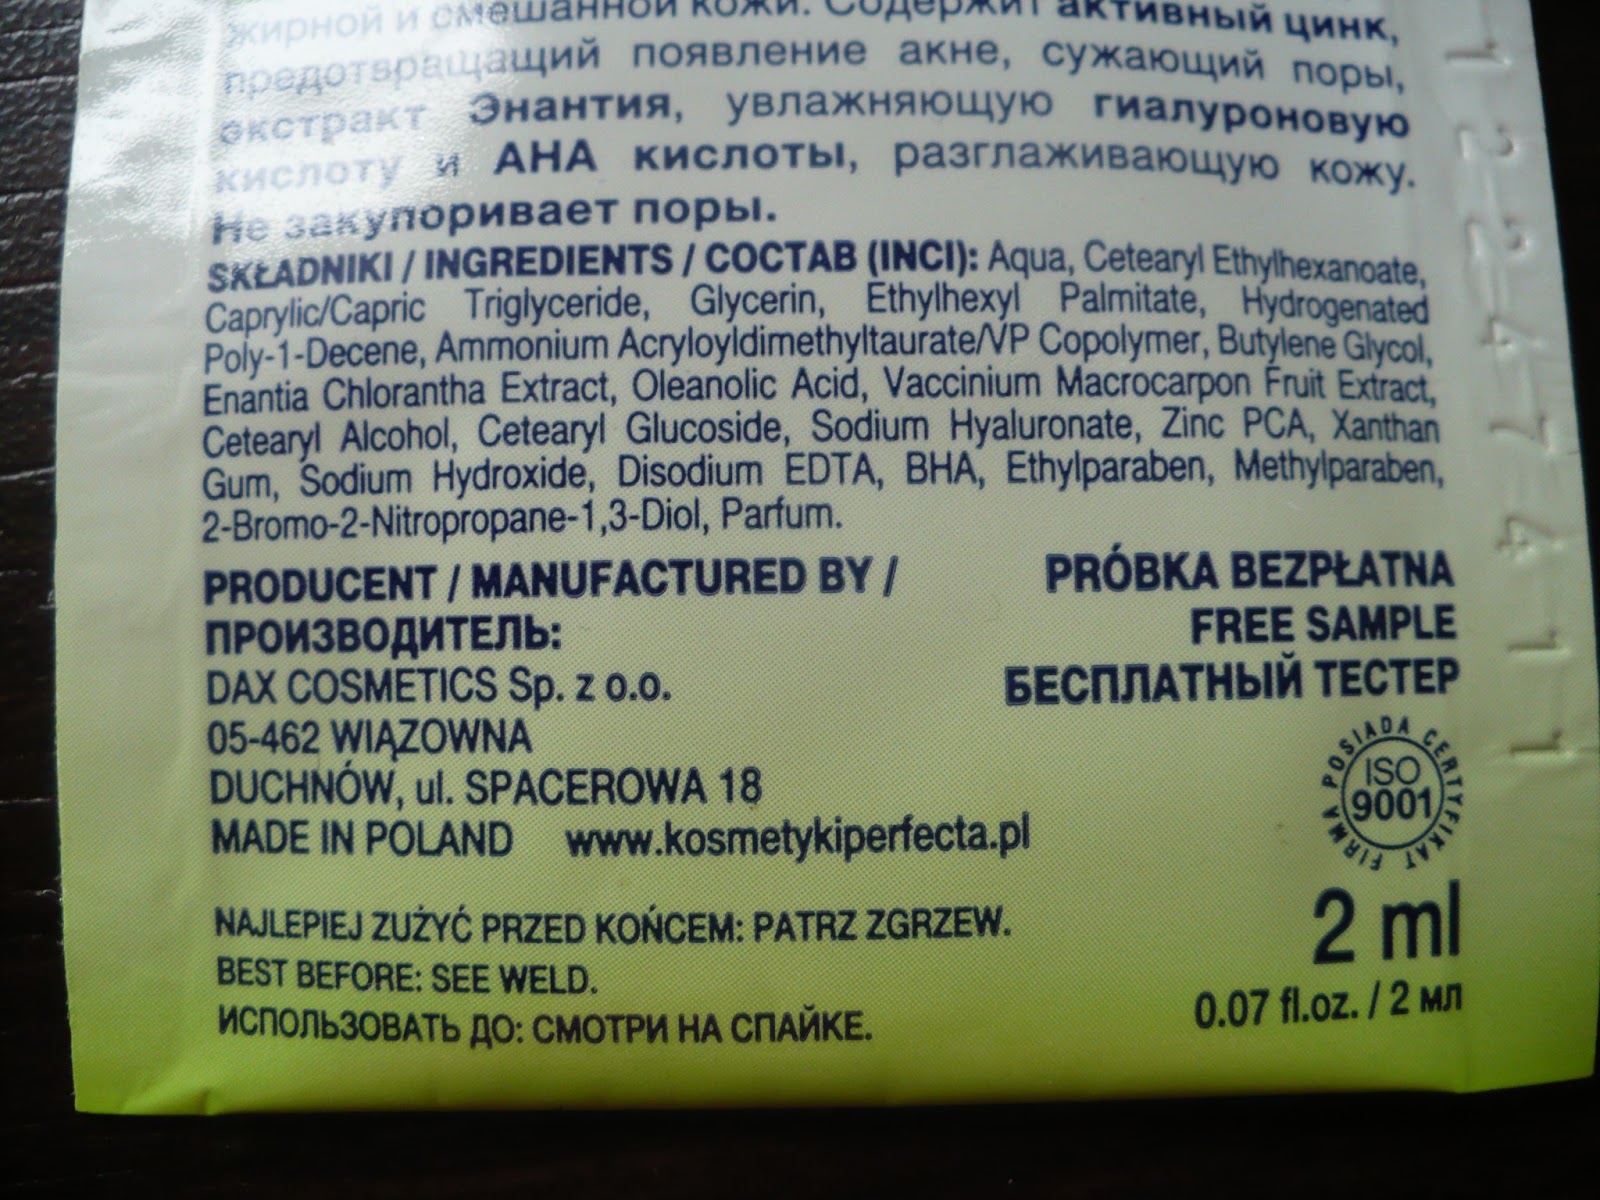 жирной и смешанной кожи. Содержит активный цинк,
предотвращащий появление акне, сужающий поры,
экстракт Энантия, увлажняющую гиалуроновую
кислоту и АНА кислоты, разглаживающую кожу.
Не закупоривает поры.
SKŁADNIKI / INGREDIENTS / СОСТАВ (INCI): Aqua, Cetearyl Ethylhexanoate,
Caprylic/Capric Triglyceride, Glycerin, Ethylhexyl Palmitate, Hydrogenated
Poly-1-Decene, Ammonium Acryloyldimethyltaurate/VP Copolymer, Butylene Glycol,
Enantia Chlorantha Extract, Oleanolic Acid, Vaccinium Macrocarpon Fruit Extract,
Cetearyl Alcohol, Cetearyl Glucoside, Sodium Hyaluronate, Zinc PCA, Xanthan
Gum, Sodium Hydroxide, Disodium EDTA, BHA, Ethylparaben, Methylparaben,
2-Bromo-2-Nitropropane-1,3-Diol, Parfum.
PRODUCENT / MANUFACTURED BY /
ПРОИЗВОДИТЕЛЬ:
DAX COSMETICS Sp. z o.o.
05-462 WIĄZOWNA
DUCHNÓW, ul. SPACEROWA 18
MADE IN POLAND www.kosmetykiperfecta.pl
PRÓBKA BEZPŁATNA
FREE SAMPLE
БЕСПЛАТНЫЙ ТЕСТЕР
FIRMA POSIADA CERTYFIKAT
ISO
9001
NAJLEPIEJ ZUŻYĆ PRZED KOŃCEM: PATRZ ZGRZEW.
BEST BEFORE: SEE WELD.
ИСПОЛЬЗОВАТЬ ДО: СМОТРИ НА СПАЙКЕ.
2 ml
0.07 fl.oz. / 2 мл